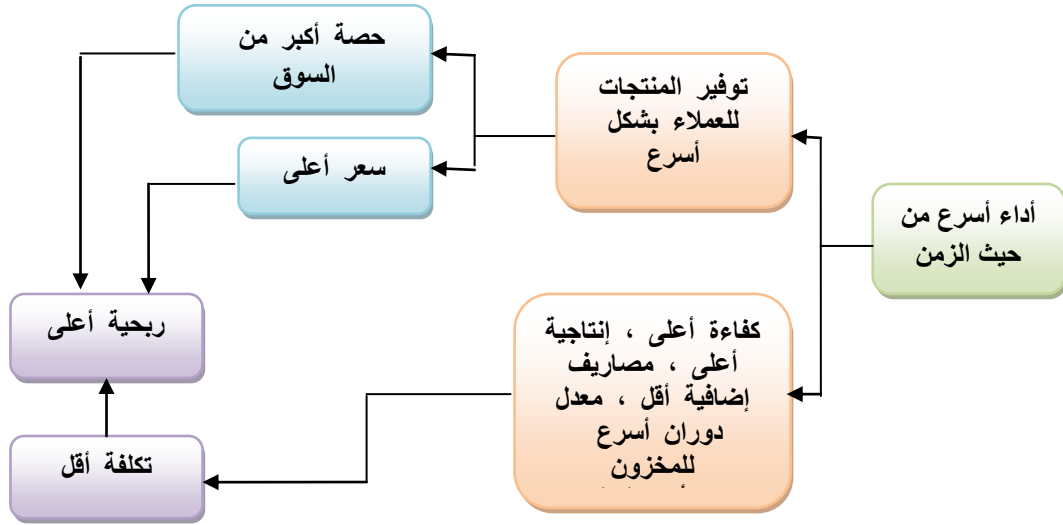 أداء أسرع من
حيث الزمن
توفير المنتجات
للعملاء بشكل
أسرع
كفاءة أعلى ، إنتاجية
أعلى ، مصاريف
إضافية أقل ، معدل
دوران أسرع
للمخزون
حصة أكبر من
السوق
سعر أعلى
ربحية أعلى
تكلفة أقل